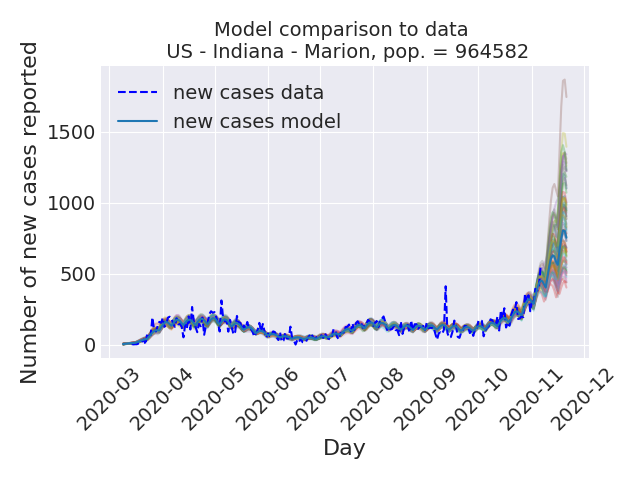 Model comparison to data
US - Indiana - Marion, pop. = 964582
Number of new cases reported
new cases data
new cases model
1500
1000
500
0
2020-03
2020-04
2020-05
2020-06
2020-07
2020-08
2020-09
2020-10
2020-11
2020-12
Day